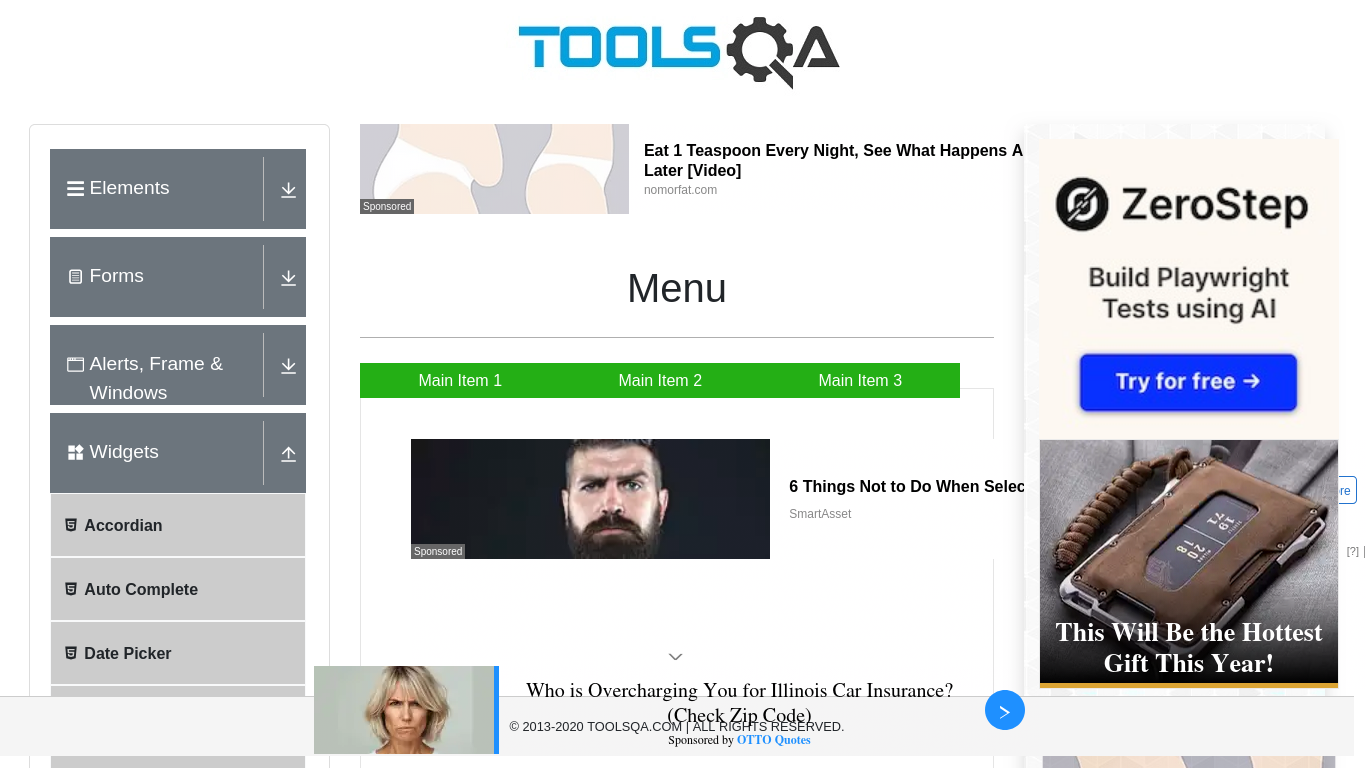 TOOLSQA
Elements
Forms
Alerts, Frame &
Windows
Widgets
Accordian
Auto Complete
Date Picker
Sponsored
Eat 1 Teaspoon Every Night, See What Happens A
Later [Video]
nomorfat.com
Menu
Main Item 1
Main Item 2
Main Item 3
Sponsored
6 Things Not to Do When Selec
SmartAsset
ZeroStep
Build Playwright
Tests using AI
Try for free →
re
[?]
This Will Be the Hottest
Gift This Year!
Who is Overcharging You for Illinois Car Insurance?
(Check Zip Code)
© 2013-2020 TOOLSQA.COM | ALL RIGHTS RESERVED.
Sponsored by OTTO Quotes